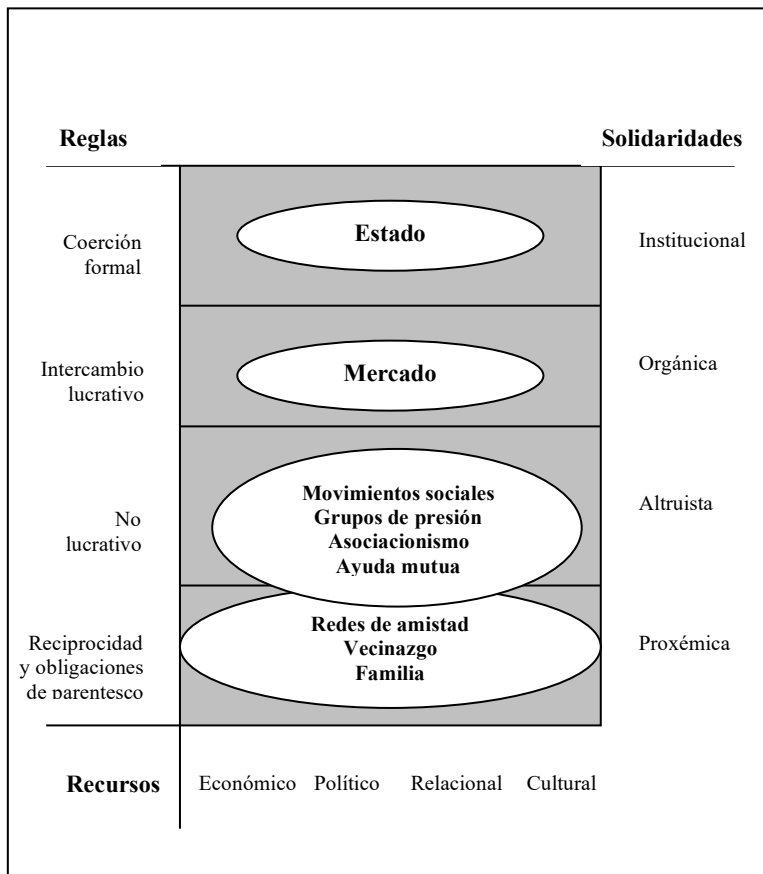 Reglas Solidaridades
Coerción
formal
Estado
Institucional
Intercambio
lucrativo
Mercado
Orgánica
No
lucrativo
Movimientos sociales
Grupos de presión
Asociacionismo
Ayuda mutua
Altruista
Reciprocidad
y obligaciones
de parentesco
Redes de amistad
Vecinazgo
Familia
Proxémica
Recursos Económico Político Relacional Cultural